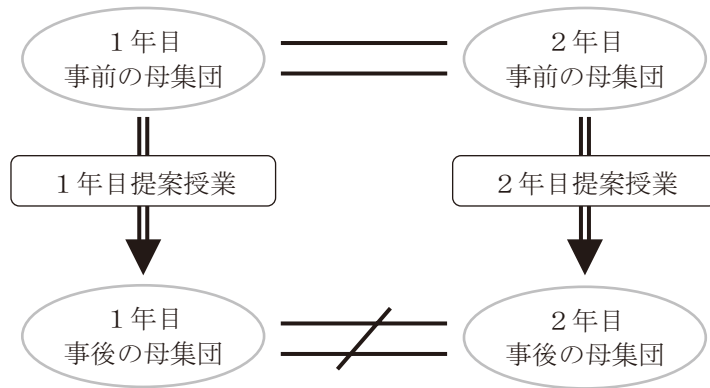 1年目
事前の母集団
2年目
事前の母集団
1年目提案授業
2年目提案授業
1年目
事後の母集団
2年目
事後の母集団